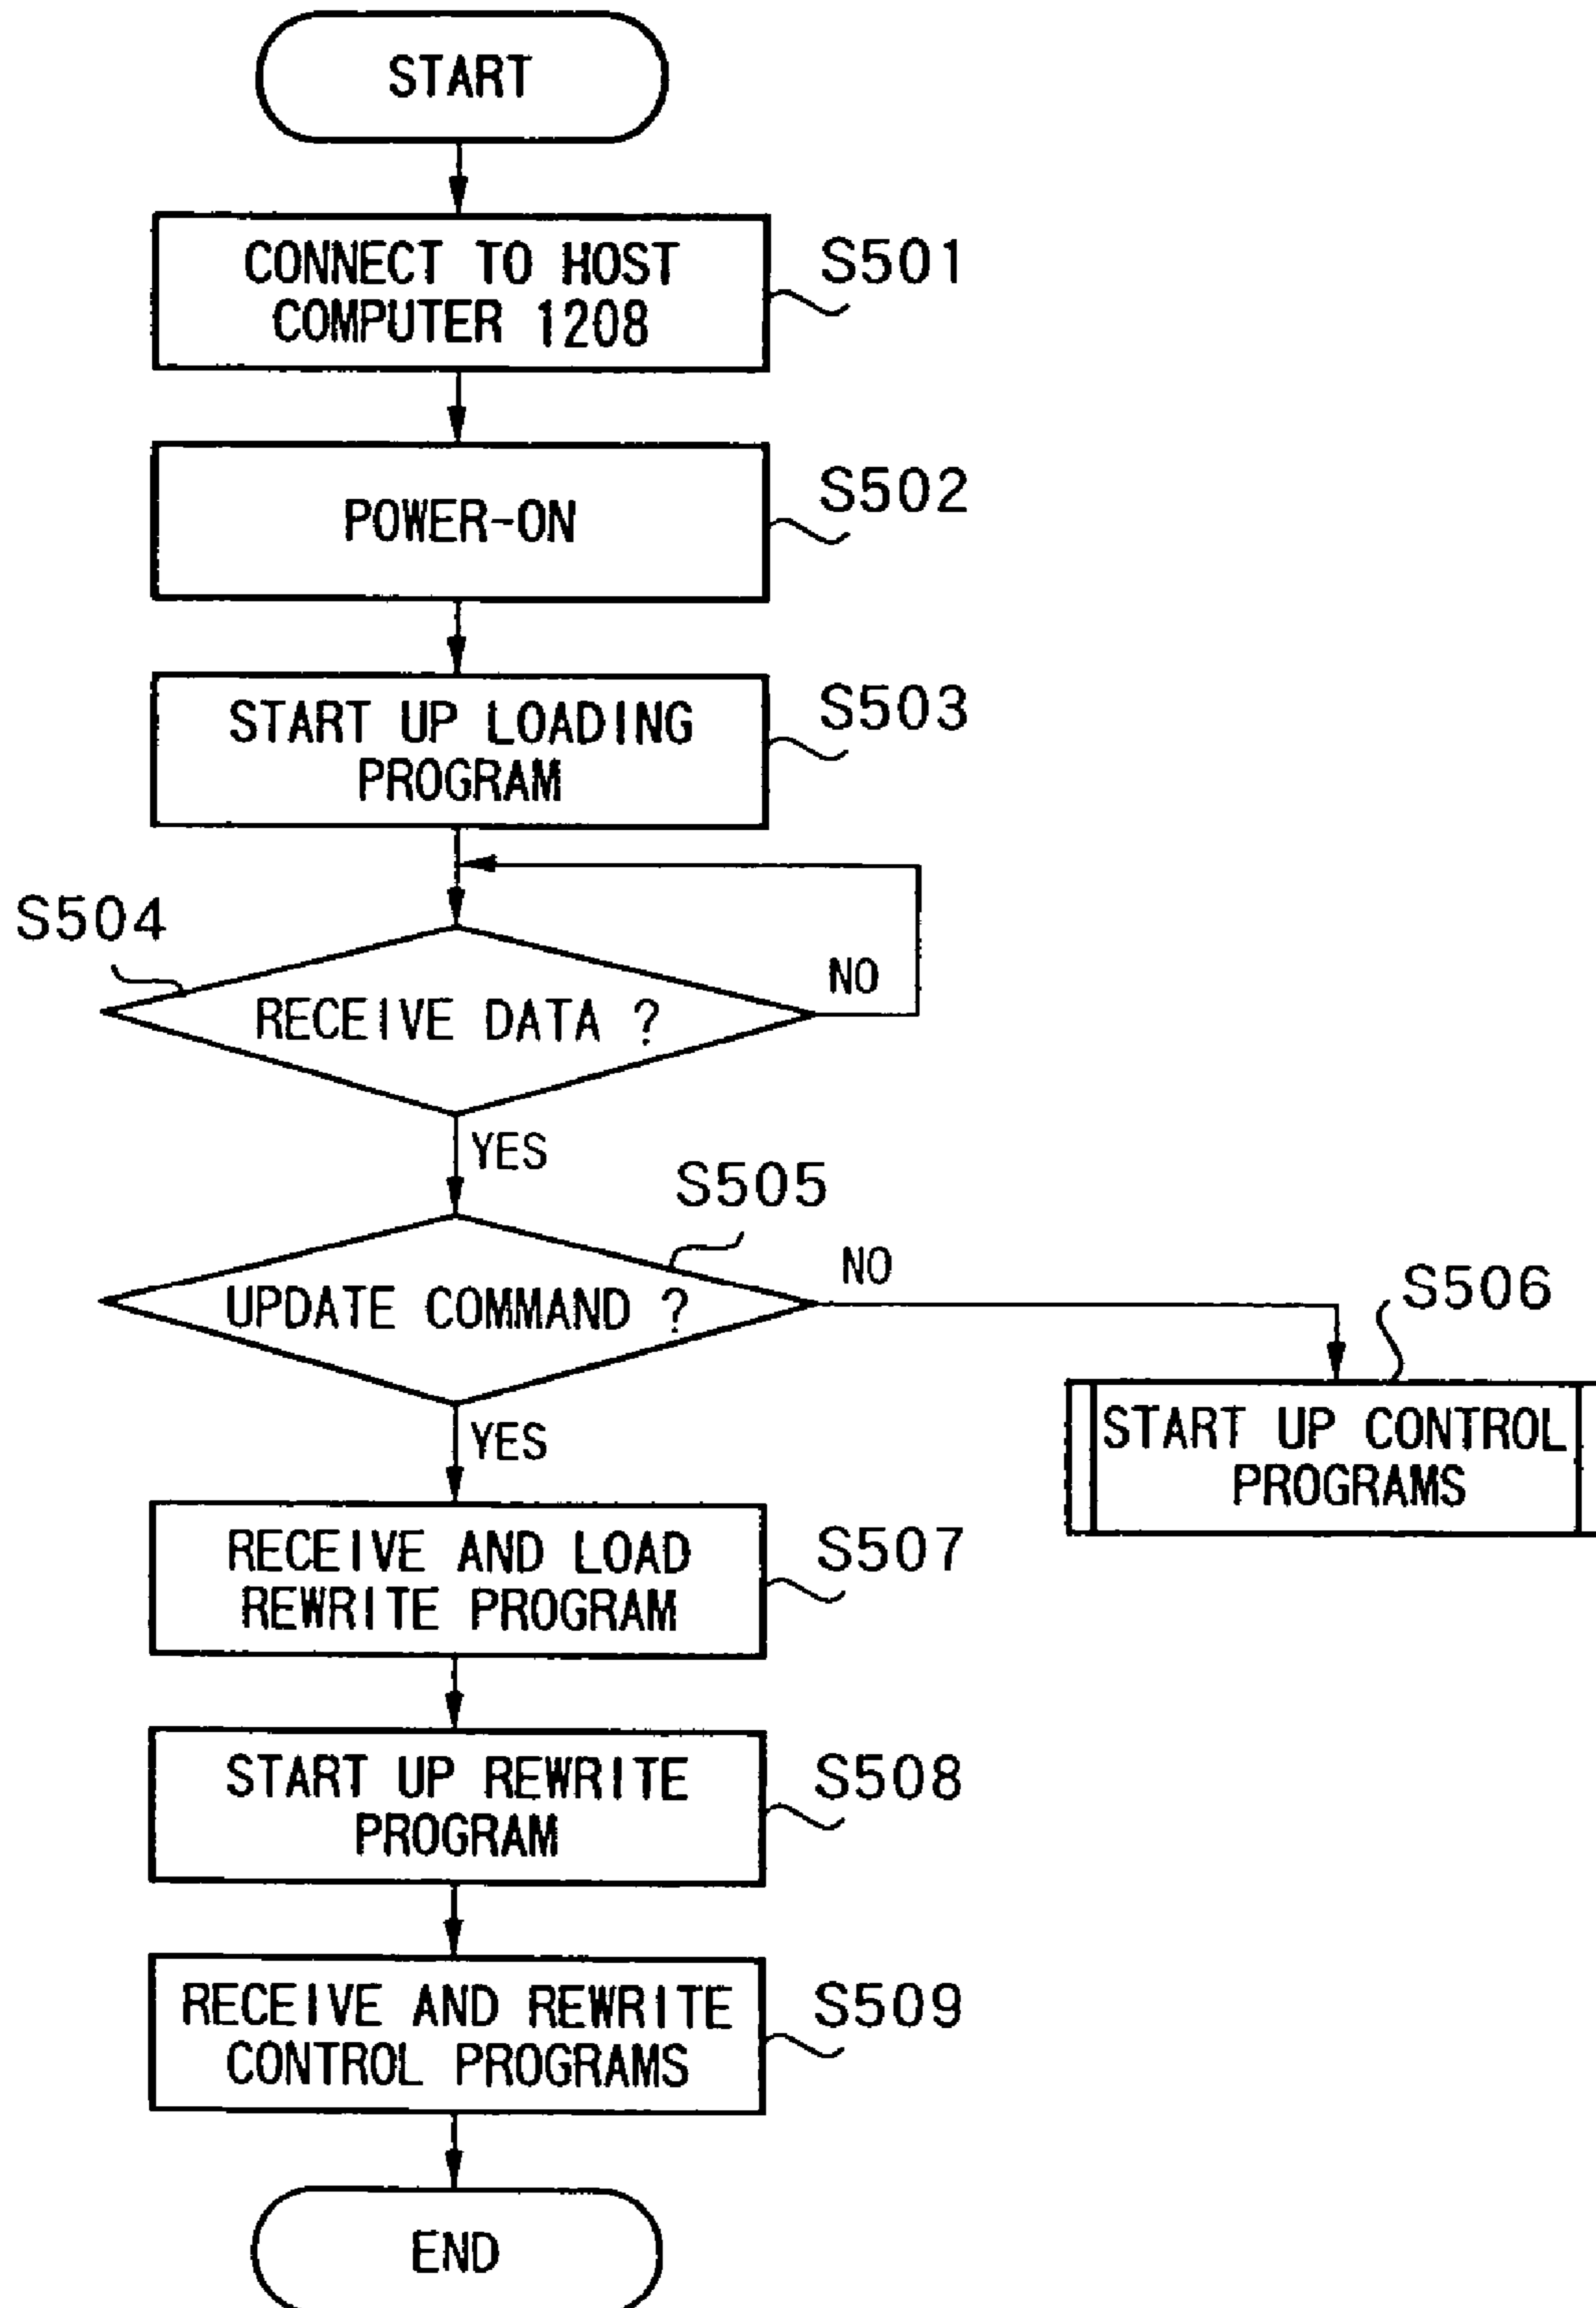 START
CONNECT TO HOST
COMPUTER 1208
S501
POWER-ON
S502
START UP LOADING
PROGRAM
S503
S504
RECEIVE DATA ?
NO
YES
S505
UPDATE COMMAND ?
NO
S506
START UP CONTROL
PROGRAMS
YES
RECEIVE AND LOAD
REWRITE PROGRAM
S507
START UP REWRITE
PROGRAM
S508
RECEIVE AND REWRITE
CONTROL PROGRAMS
S509
END